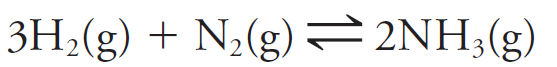 3H₂(g) + N₂(g) ⇌ 2NH₃(g)